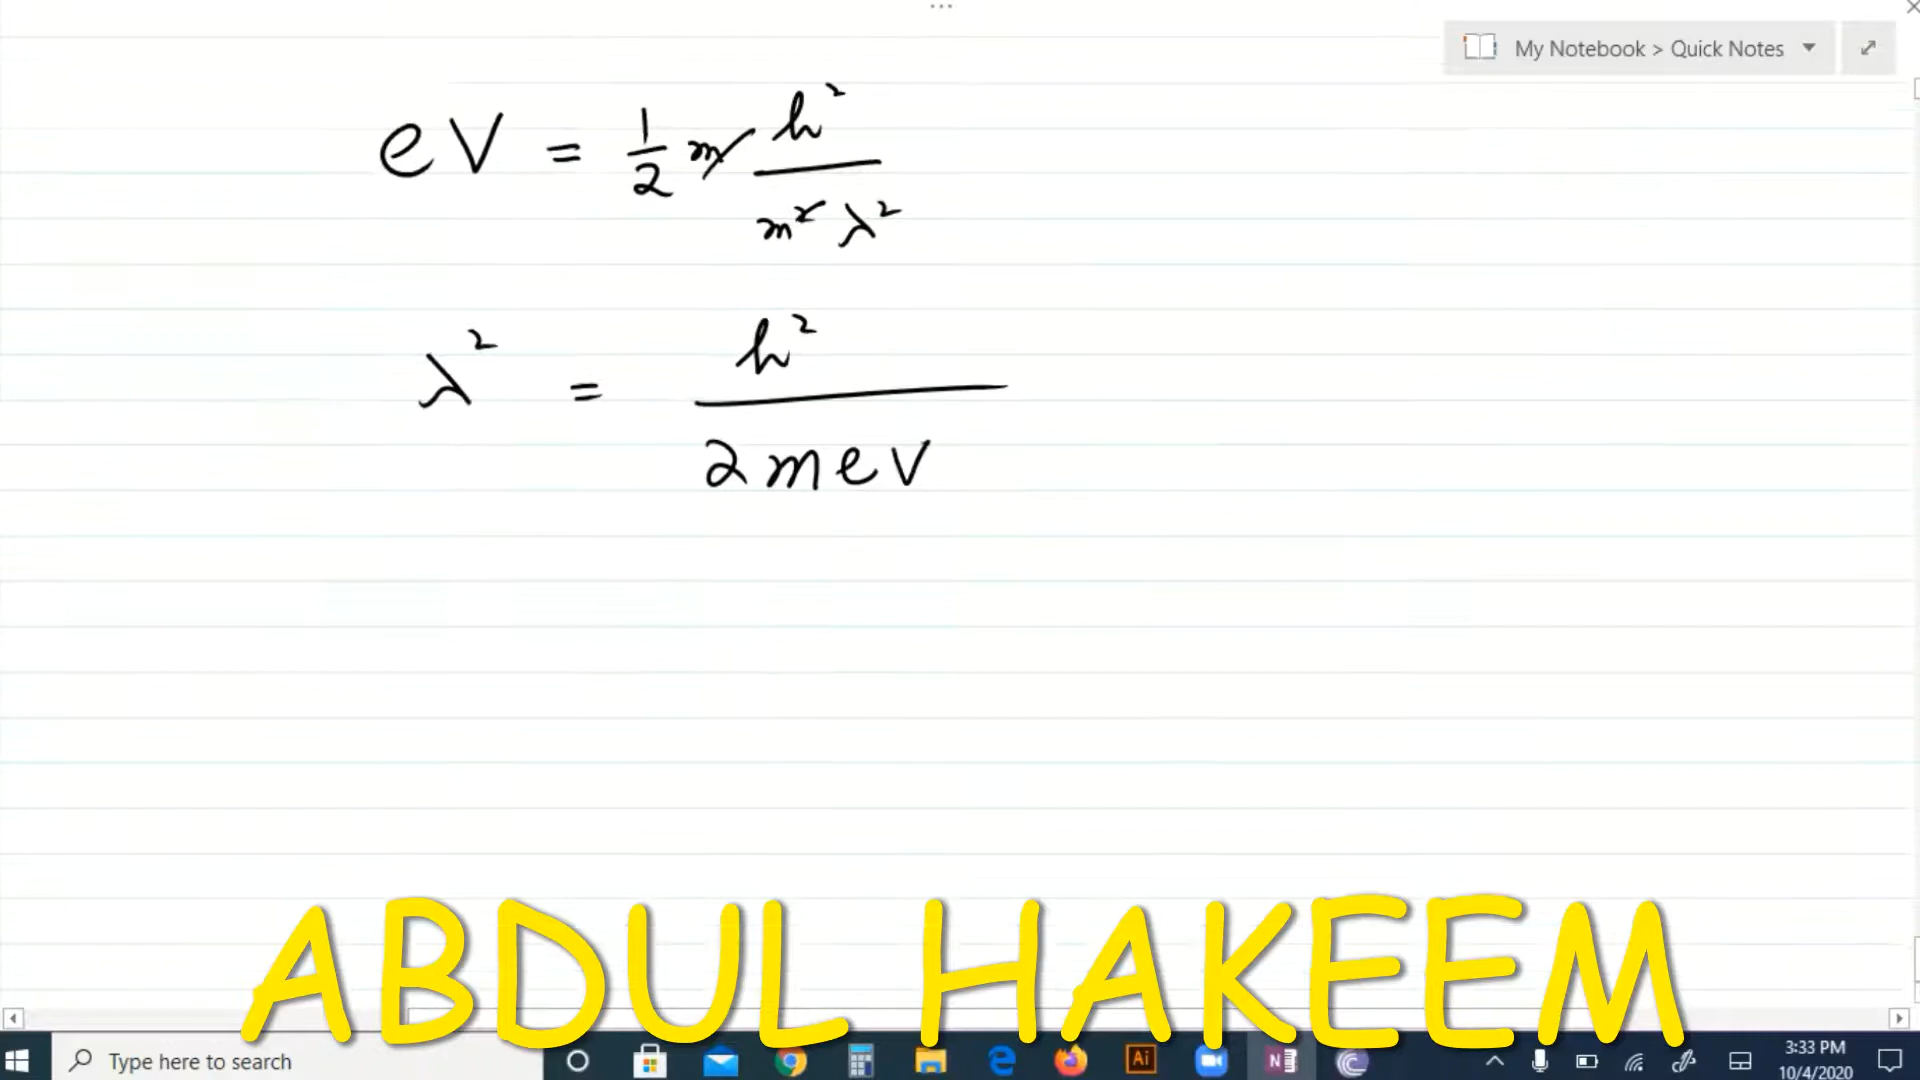 My Notebook > Quick Notes
eV = 1/2 m h²/m²λ²
λ² = h²/2meV
ABDUL HAKEEM
Type here to search
Ai
N
3:33 PM
10/4/2020